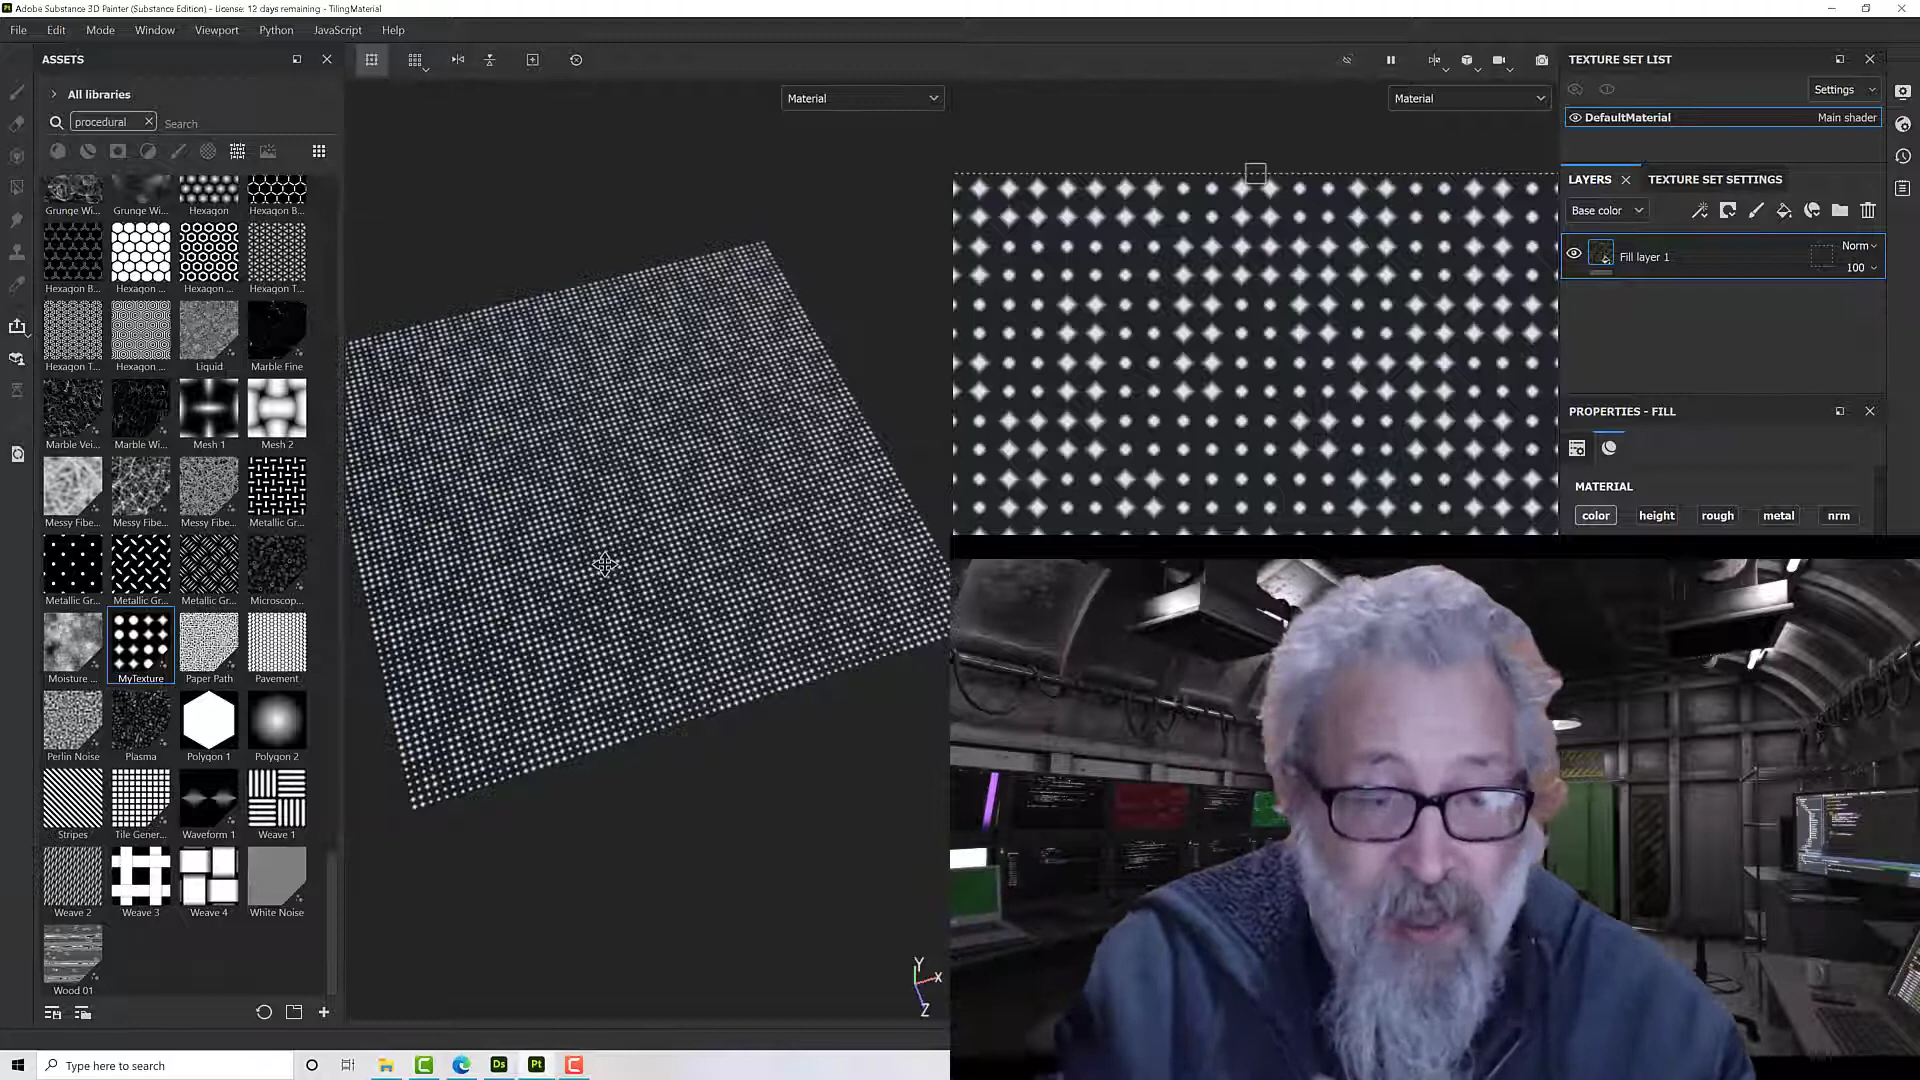 Adobe Substance 3D Painter (Substance Edition) - License: 12 days remaining - TilingMaterial
File Edit Mode Window Viewport Python JavaScript Help
ASSETS
All libraries
procedural × Search
Grunge Wi... Grunge Wi... Hexagon Hexagon B...
Hexagon B... Hexagon ... Hexagon ... Hexagon T...
Hexagon T... Hexagon ... Liquid Marble Fine
Marble Vei... Marble Wi... Mesh 1 Mesh 2
Messy Fibe... Messy Fibe... Messy Fibe... Metallic Gr...
Metallic Gr... Metallic Gr... Metallic Gr... Microscop...
Moisture ... MyTexture Paper Path Pavement
Perlin Noise Plasma Polygon 1 Polygon 2
Stripes Tile Gener... Waveform 1 Weave 1
Weave 2 Weave 3 Weave 4 White Noise
Wood 01
Material
Material
Y
X
Z
TEXTURE SET LIST
Settings
DefaultMaterial Main shader
LAYERS TEXTURE SET SETTINGS
Base color
Fill layer 1 Norm
100
PROPERTIES - FILL
MATERIAL
color height rough metal nrm
Type here to search
Ds Pt